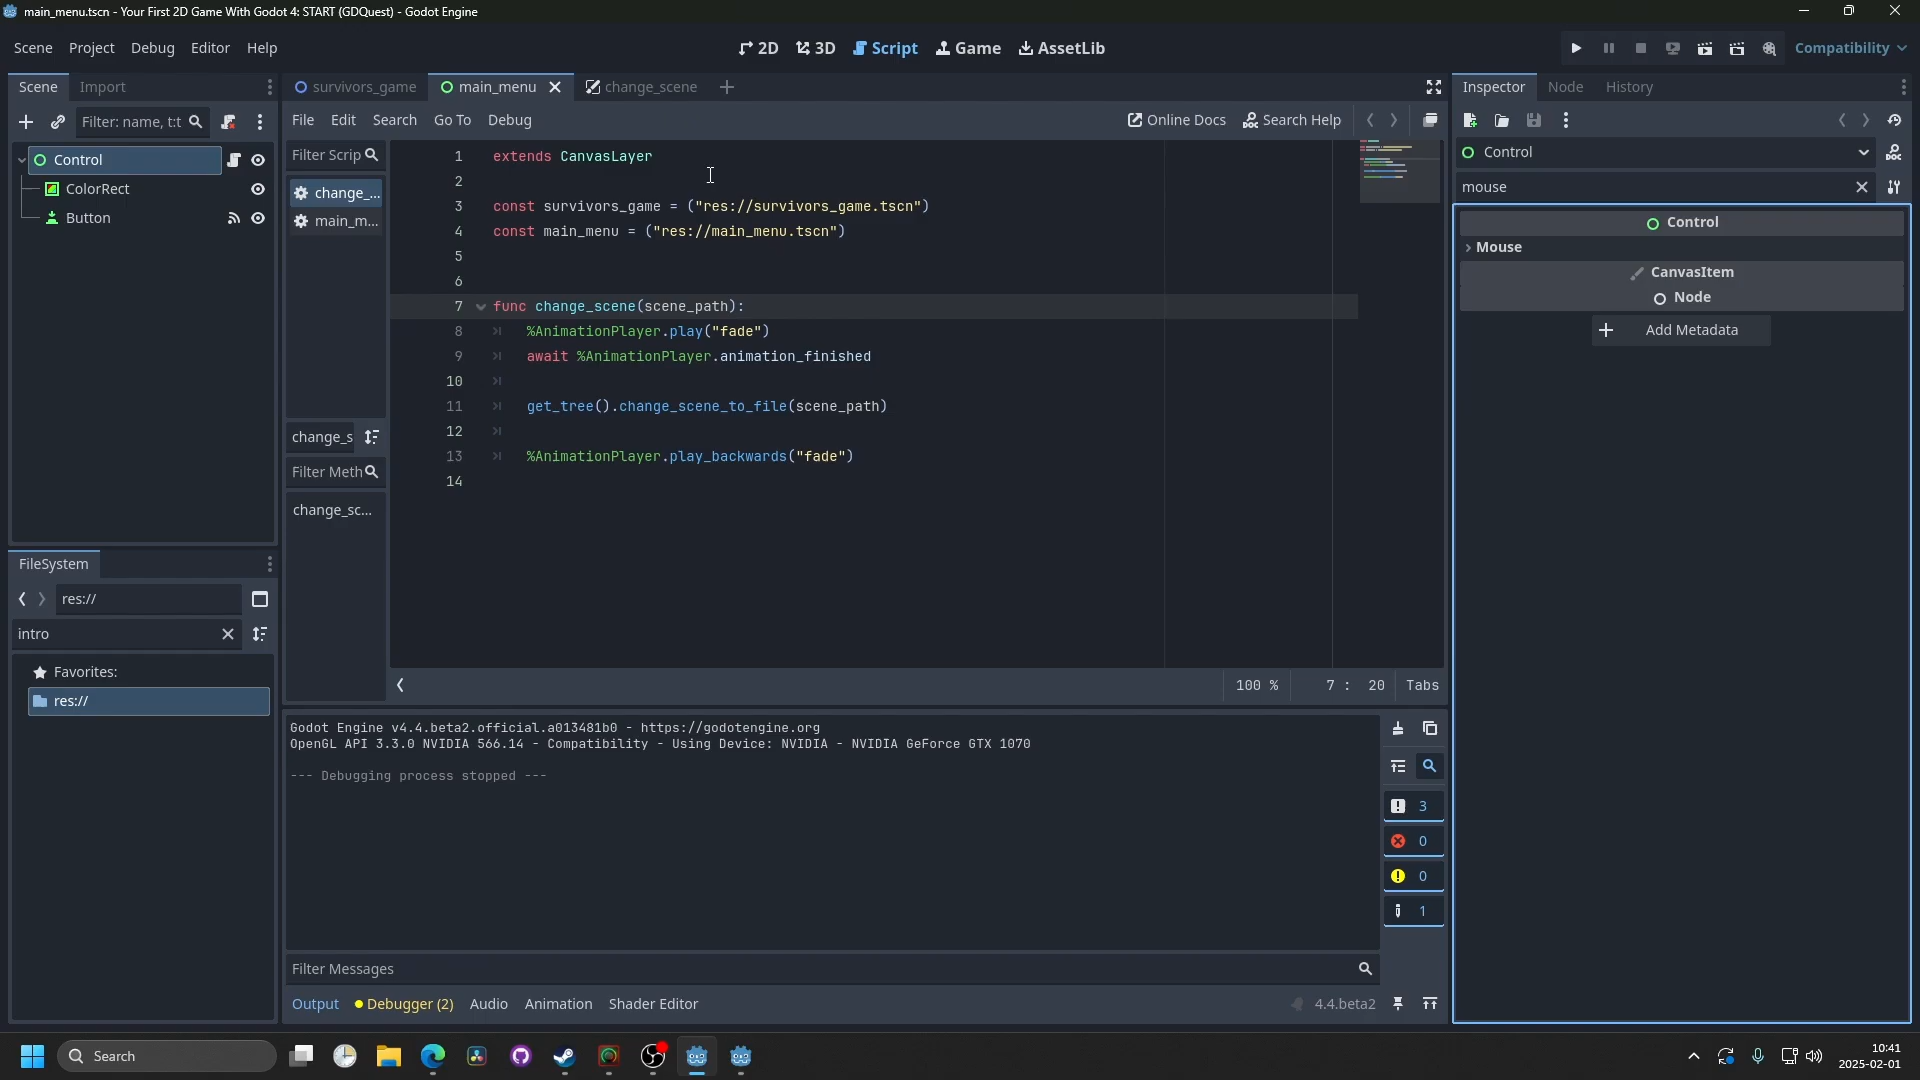 main_menu.tscn - Your First 2D Game With Godot 4: START (GDQuest) - Godot Engine
Scene Project Debug Editor Help
2D 3D Script Game AssetLib
Compatibility
Scene Import
survivors_game main_menu change_scene
Inspector Node History
Filter: name, t:t
File Edit Search Go To Debug
Online Docs Search Help
Control
ColorRect
Button
Filter Scrip
change_...
main_m...
change_s
Filter Meth
change_sc...
1 extends CanvasLayer
2
3 const survivors_game = ("res://survivors_game.tscn")
4 const main_menu = ("res://main_menu.tscn")
5
6
7 func change_scene(scene_path):
8 %AnimationPlayer.play("fade")
9 await %AnimationPlayer.animation_finished
10
11 get_tree().change_scene_to_file(scene_path)
12
13 %AnimationPlayer.play_backwards("fade")
14
100 % 7 : 20 Tabs
Control
mouse
Control
Mouse
CanvasItem
Node
Add Metadata
FileSystem
res://
intro
Favorites:
res://
Godot Engine v4.4.beta2.official.a013481b0 - https://godotengine.org
OpenGL API 3.3.0 NVIDIA 566.14 - Compatibility - Using Device: NVIDIA - NVIDIA GeForce GTX 1070
--- Debugging process stopped ---
3
0
0
1
Filter Messages
Output Debugger (2) Audio Animation Shader Editor
4.4.beta2
Search
10:41
2025-02-01